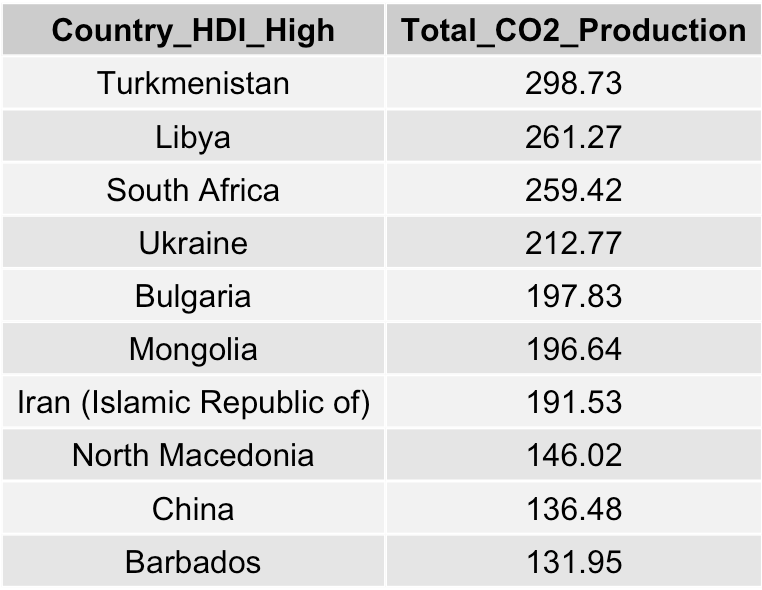 Country_HDI_High Total_CO2_Production
Turkmenistan 298.73
Libya 261.27
South Africa 259.42
Ukraine 212.77
Bulgaria 197.83
Mongolia 196.64
Iran (Islamic Republic of) 191.53
North Macedonia 146.02
China 136.48
Barbados 131.95